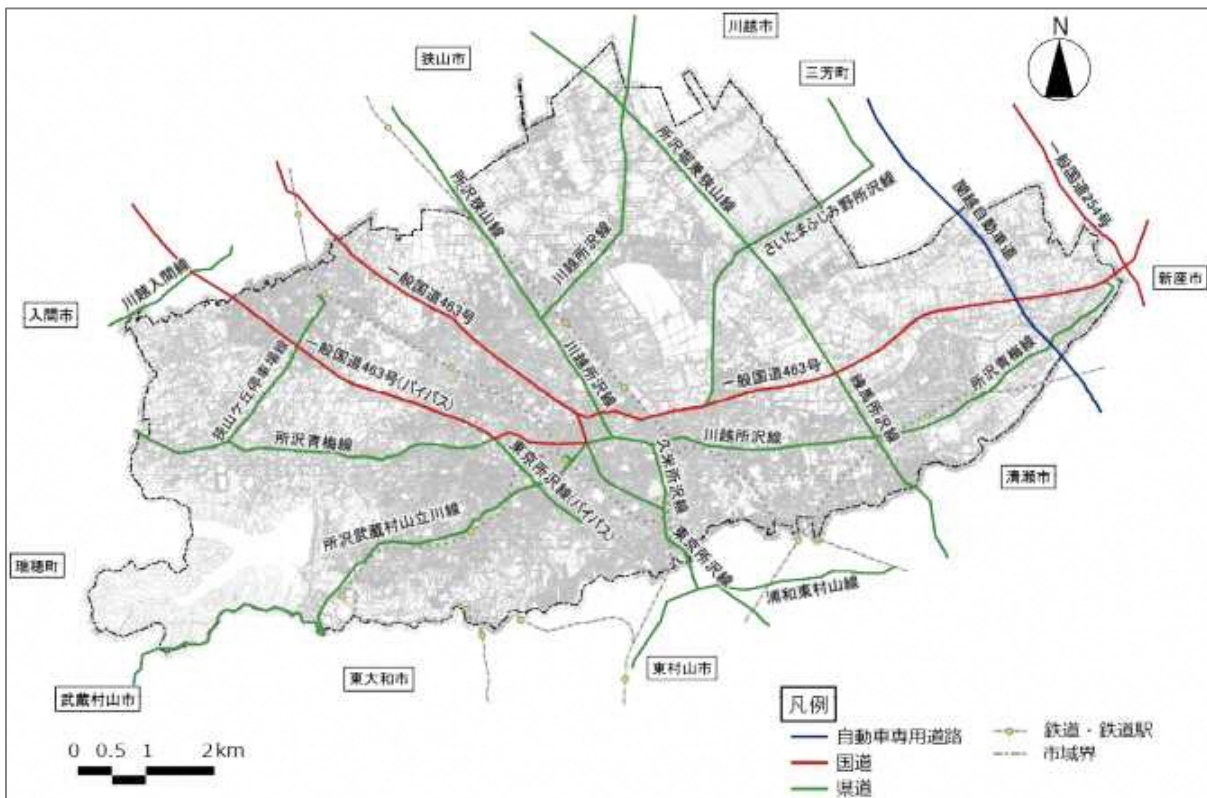 川越市
N
狭山市
三芳町
一般国道254号
所沢堀兼狭山線
所沢狭山線
関越自動車道
さいたまふじみ野所沢線
川越所沢線
川越入間線
新座市
入間市
一般国道463号
一般国道463号(バイパス)
川越所沢線
一般国道463号
狭山ケ丘停車場線
練馬所沢線
所沢青梅線
所沢青梅線
川越所沢線
久米所沢線
東京所沢線(バイパス)
清瀬市
所沢武蔵村山立川線
東京所沢線
瑞穂町
浦和東村山線
東大和市
東村山市
武蔵村山市
凡例
0 0.5 1 2km
自動車専用道路
国道
県道
鉄道・鉄道駅
市域界